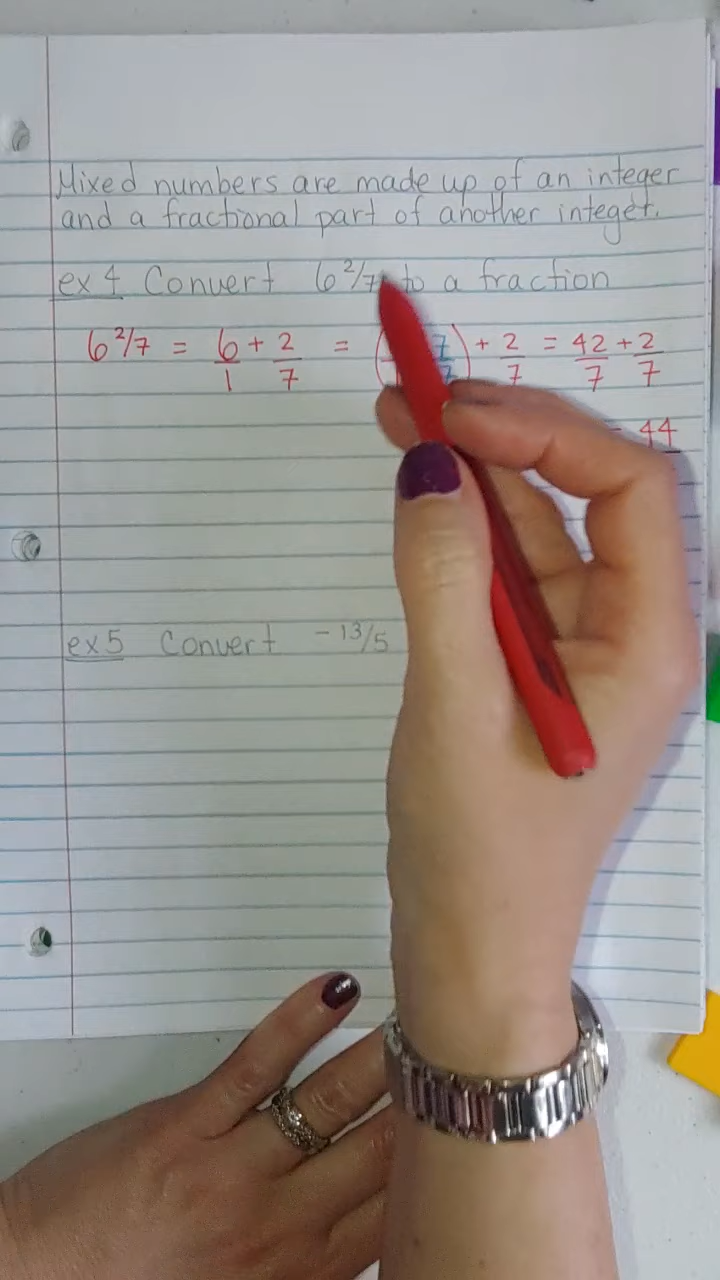 Mixed numbers are made up of an integer
and a fractional part of another integer.
ex 4 Convert 6 2/7 to a fraction
6 2/7 = 6/1 + 2/7 = ( 7/7) + 2/7 = 42/7 + 2/7
= 44
ex 5 Convert -13/5